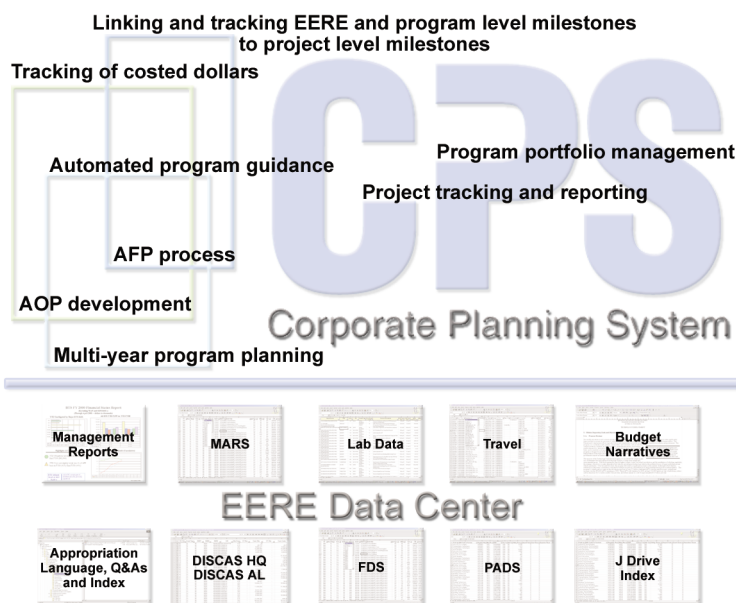 Linking and tracking EERE and program level milestones
to project level milestones
Tracking of costed dollars
CPS
Program portfolio management
Automated program guidance
Project tracking and reporting
AFP process
AOP development
Corporate Planning System
Multi-year program planning
Management
Reports
MARS
Lab Data
Travel
Budget
Narratives
EERE Data Center
Appropriation
Language, Q&As
and Index
DISCAS HQ
DISCAS AL
FDS
PADS
J Drive
Index